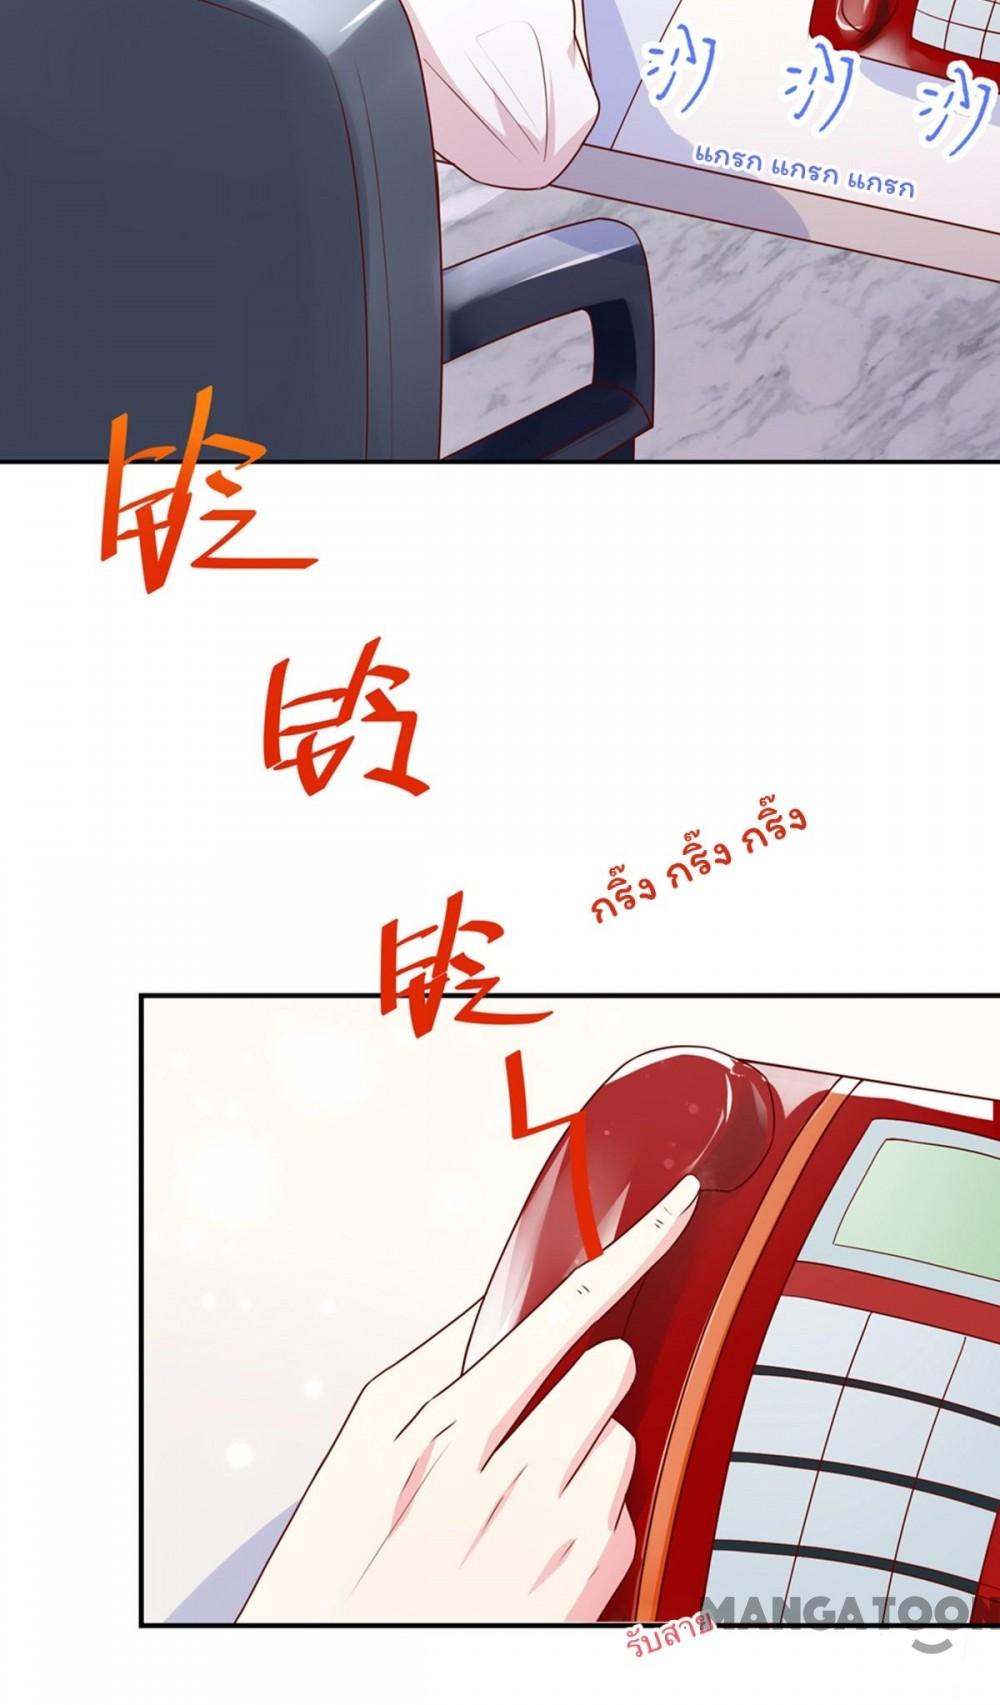 沙 沙 沙
แกรก แกรก แกรก
铃
铃
กริ๊ง กริ๊ง กริ๊ง
铃
รับสาย
MANGATOON